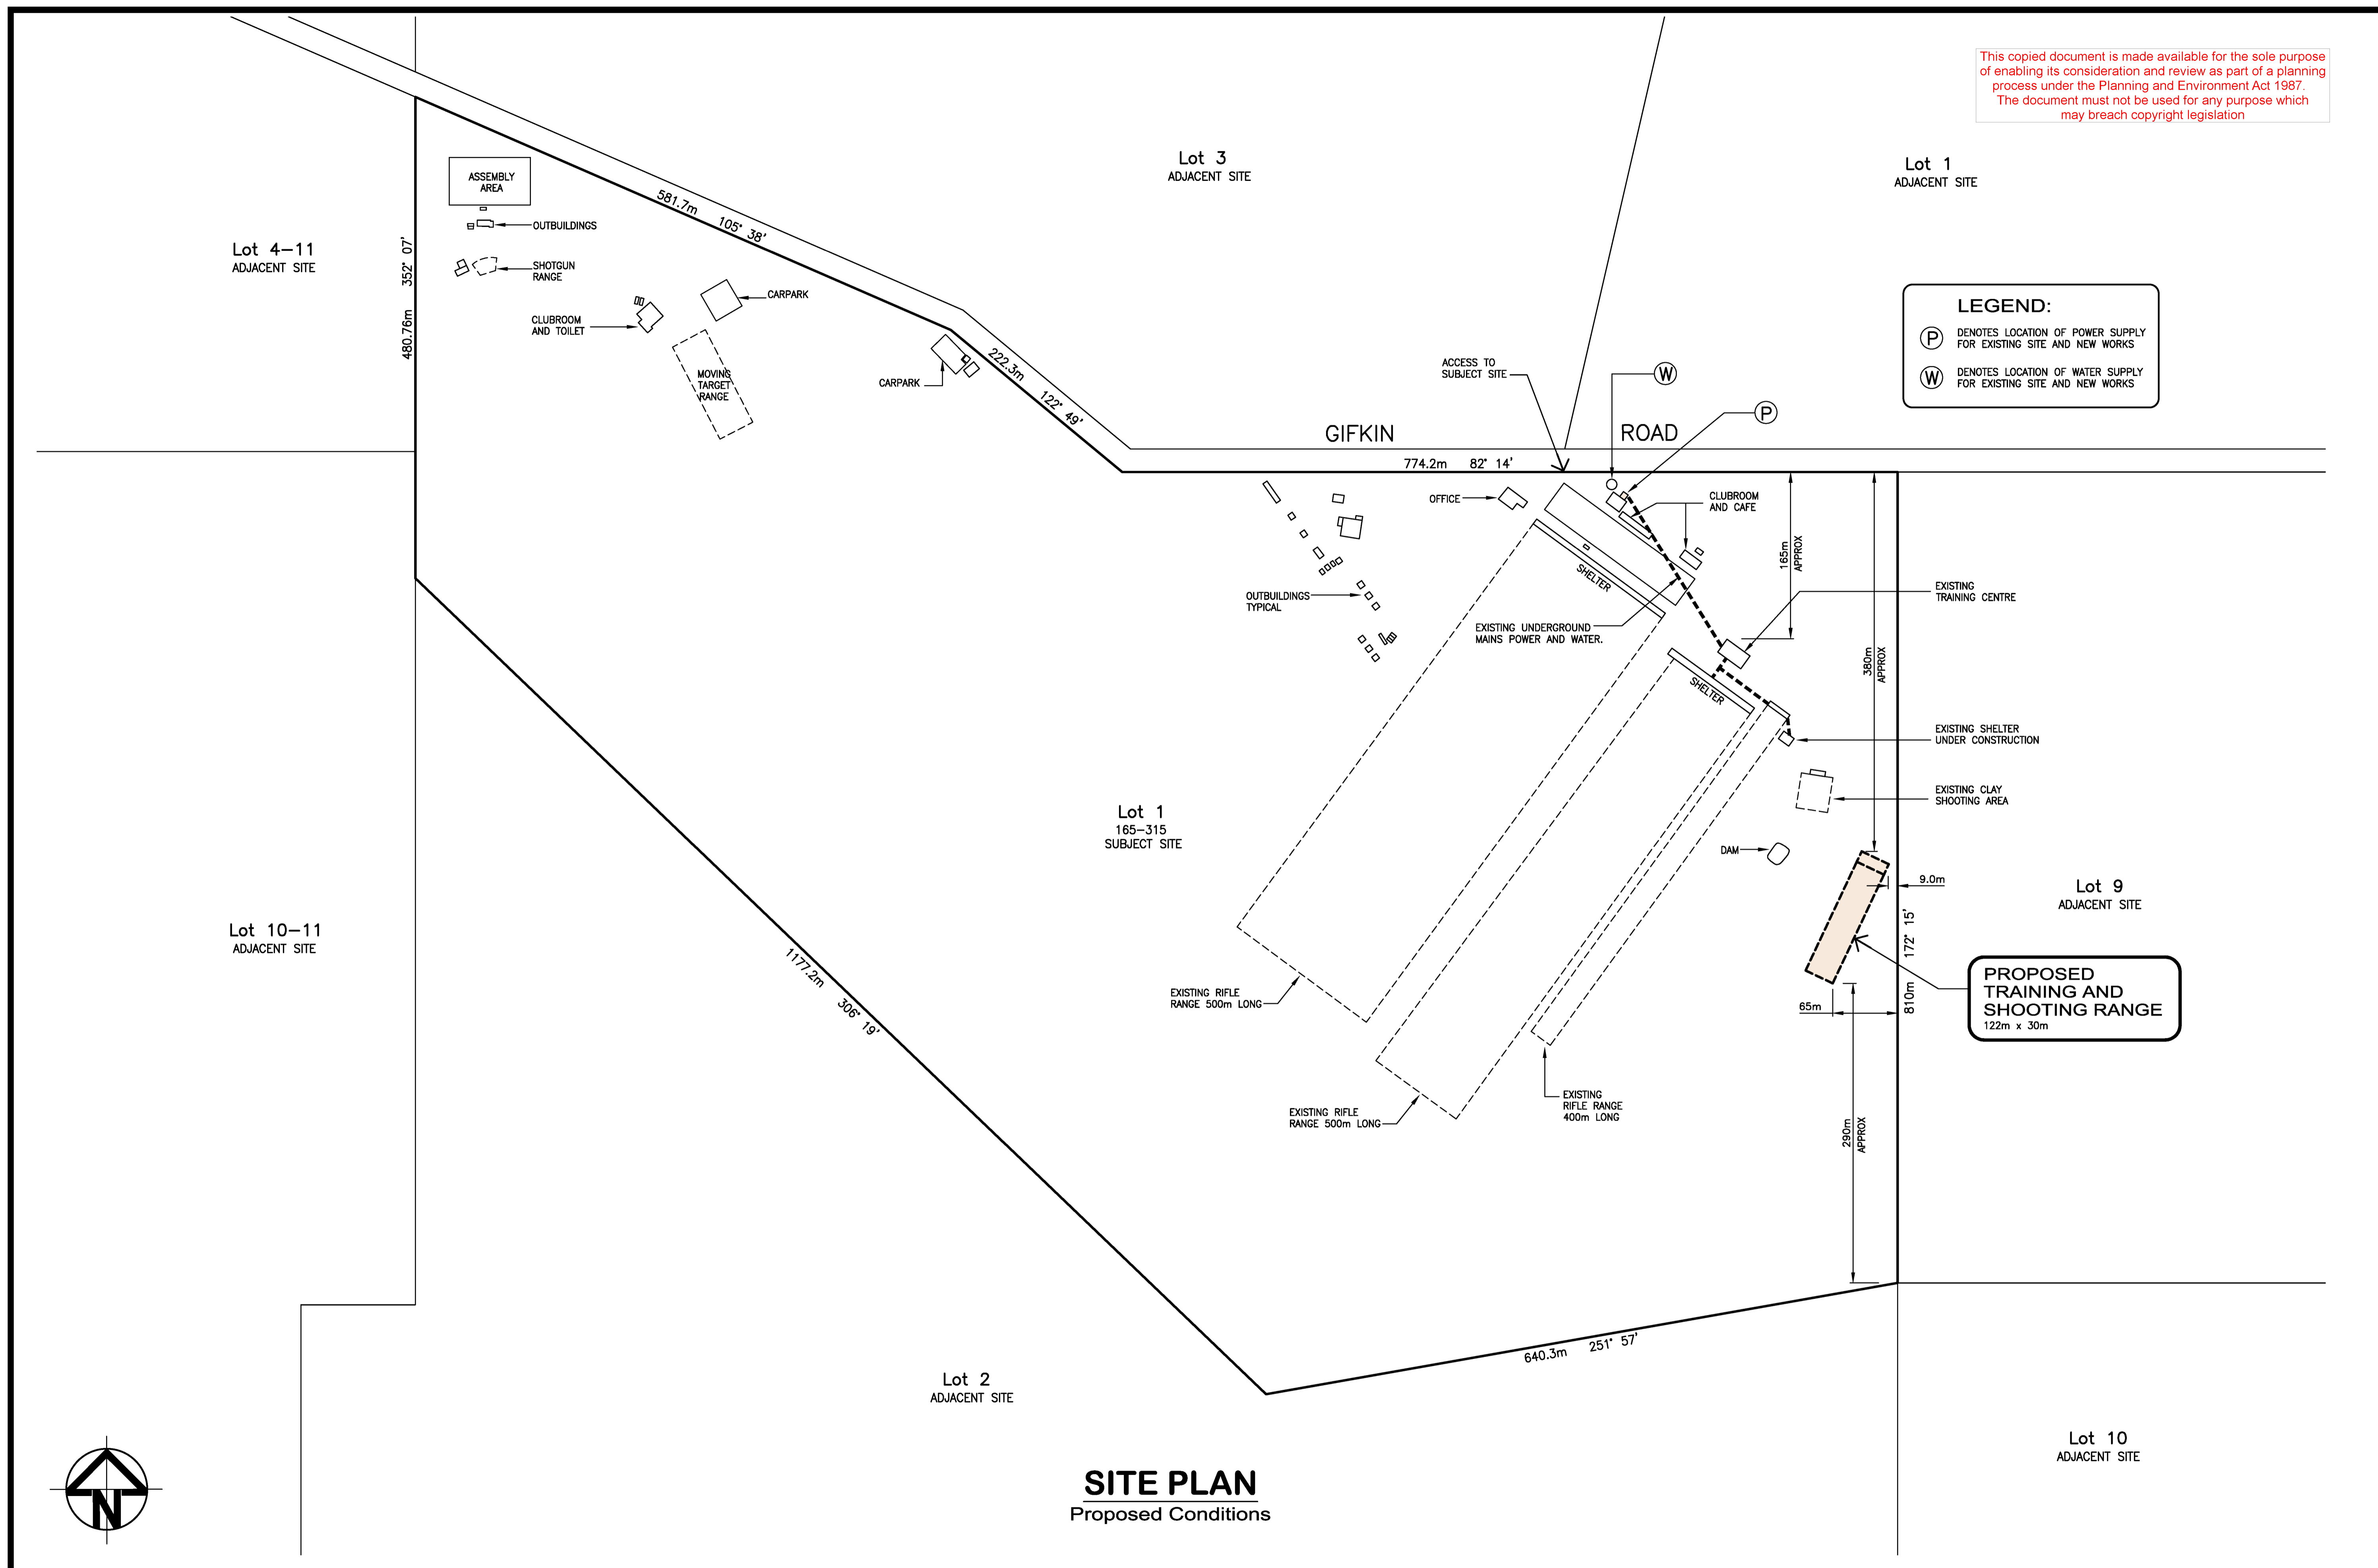 This copied document is made available for the sole purpose
of enabling its consideration and review as part of a planning
process under the Planning and Environment Act 1987.
The document must not be used for any purpose which
may breach copyright legislation
Lot 3
ADJACENT SITE
Lot 1
ADJACENT SITE
ASSEMBLY
AREA
OUTBUILDINGS
SHOTGUN
RANGE
CLUBROOM
AND TOILET
CARPARK
MOVING
TARGET
RANGE
CARPARK
581.7m 105° 38'
222.3m 122° 49'
480.76m 352° 07'
Lot 4-11
ADJACENT SITE
LEGEND:
P
DENOTES LOCATION OF POWER SUPPLY
FOR EXISTING SITE AND NEW WORKS
W
DENOTES LOCATION OF WATER SUPPLY
FOR EXISTING SITE AND NEW WORKS
ACCESS TO
SUBJECT SITE
W
P
GIFKIN ROAD
774.2m 82° 14'
OFFICE
CLUBROOM
AND CAFE
SHELTER
165m
APPROX
380m
APPROX
OUTBUILDINGS
TYPICAL
EXISTING UNDERGROUND
MAINS POWER AND WATER.
EXISTING
TRAINING CENTRE
SHELTER
EXISTING SHELTER
UNDER CONSTRUCTION
EXISTING CLAY
SHOOTING AREA
DAM
Lot 1
165-315
SUBJECT SITE
9.0m
Lot 9
ADJACENT SITE
Lot 10-11
ADJACENT SITE
1177.2m 306° 19'
810m 172° 15'
PROPOSED
TRAINING AND
SHOOTING RANGE
122m x 30m
65m
EXISTING RIFLE
RANGE 500m LONG
EXISTING RIFLE
RANGE 500m LONG
EXISTING
RIFLE RANGE
400m LONG
290m
APPROX
640.3m 251° 57'
Lot 2
ADJACENT SITE
Lot 10
ADJACENT SITE
N
SITE PLAN
Proposed Conditions